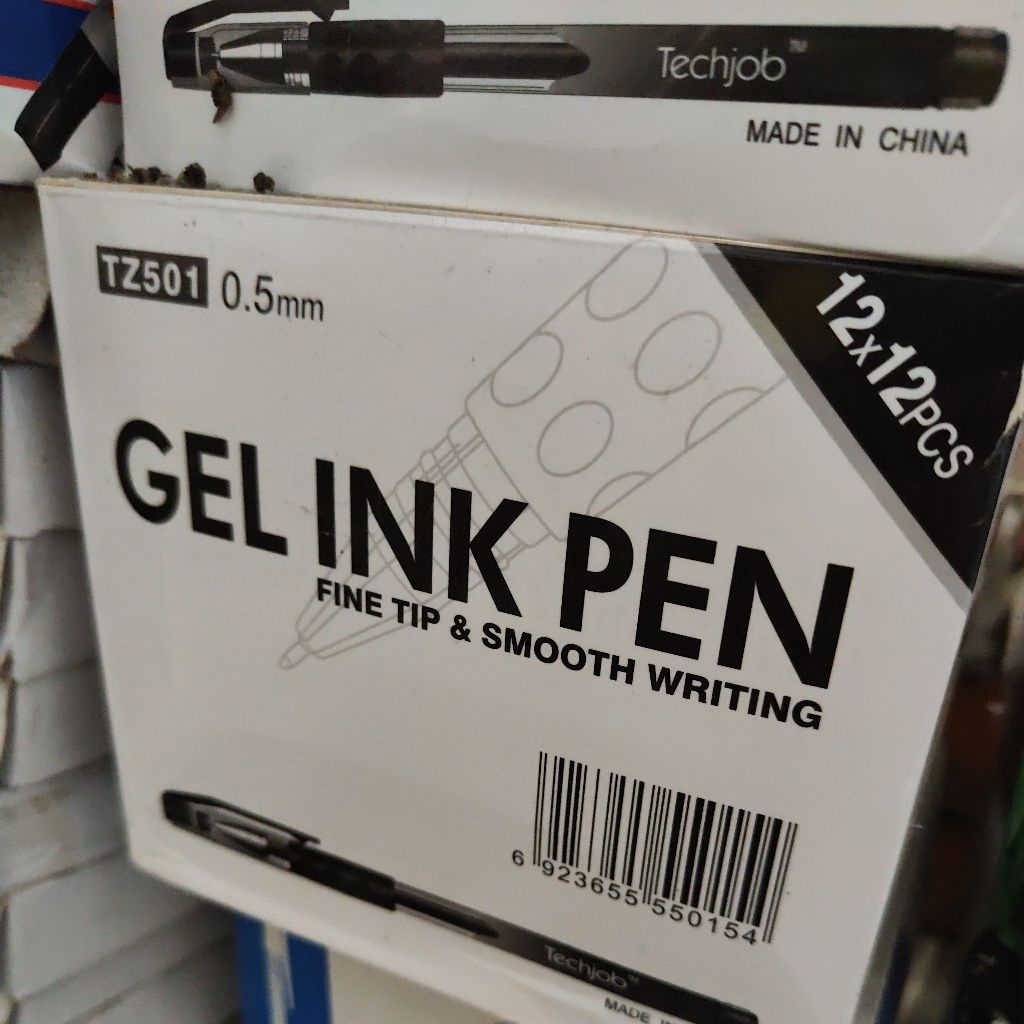 Techjob™
MADE IN CHINA
TZ501 0.5mm
12x12PCS
GEL INK PEN
FINE TIP & SMOOTH WRITING
6 923655 550154
Techjob™
MADE